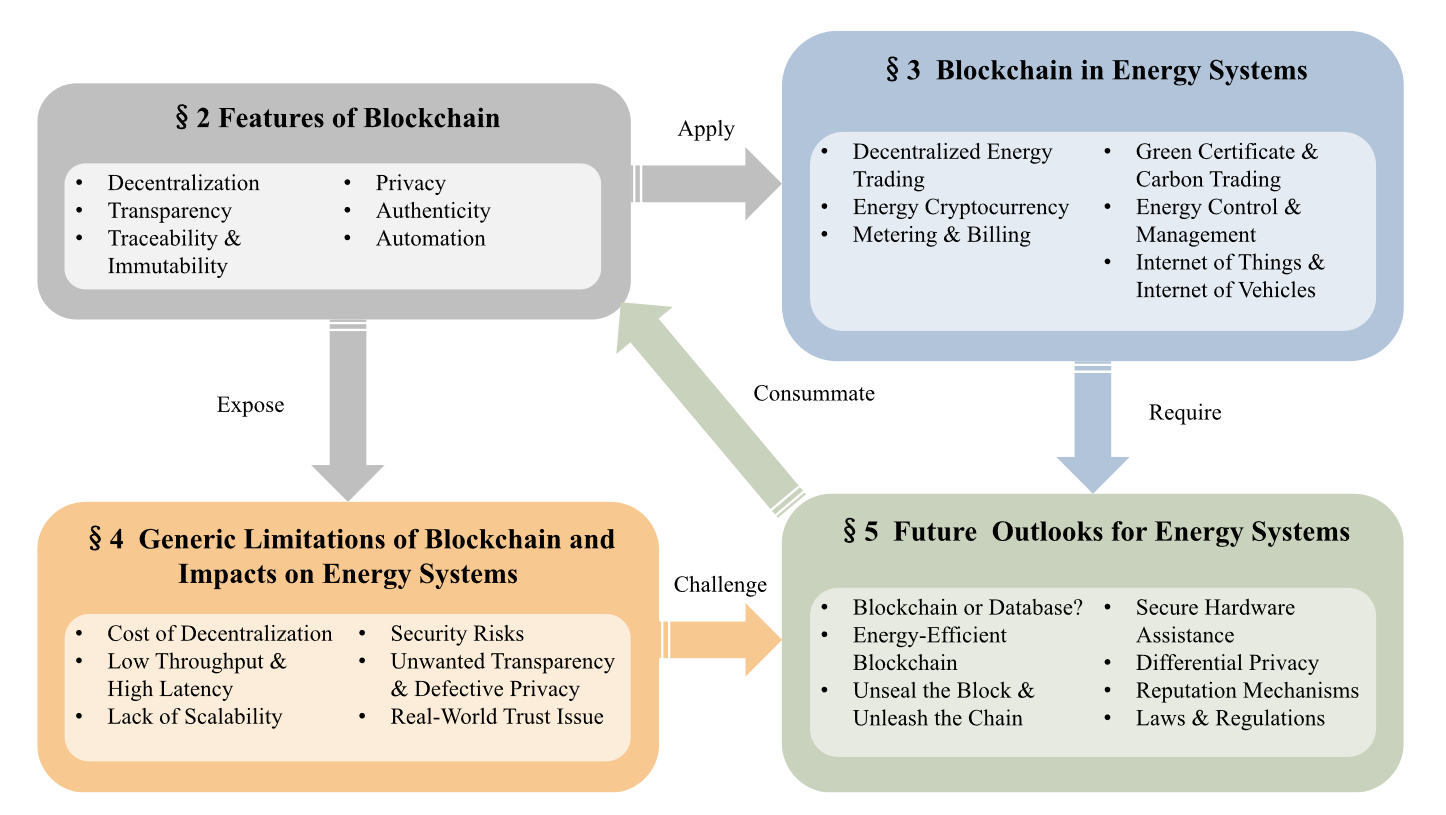 § 2 Features of Blockchain
• Decentralization
• Transparency
• Traceability &
Immutability
• Privacy
• Authenticity
• Automation
Apply
§ 3 Blockchain in Energy Systems
• Decentralized Energy
Trading
• Energy Cryptocurrency
• Metering & Billing
• Green Certificate &
Carbon Trading
• Energy Control &
Management
• Internet of Things &
Internet of Vehicles
Expose
Consummate
Require
§ 4 Generic Limitations of Blockchain and
Impacts on Energy Systems
• Cost of Decentralization
• Low Throughput &
High Latency
• Lack of Scalability
• Security Risks
• Unwanted Transparency
& Defective Privacy
• Real-World Trust Issue
Challenge
§ 5 Future Outlooks for Energy Systems
• Blockchain or Database?
• Energy-Efficient
Blockchain
• Unseal the Block &
Unleash the Chain
• Secure Hardware
Assistance
• Differential Privacy
• Reputation Mechanisms
• Laws & Regulations